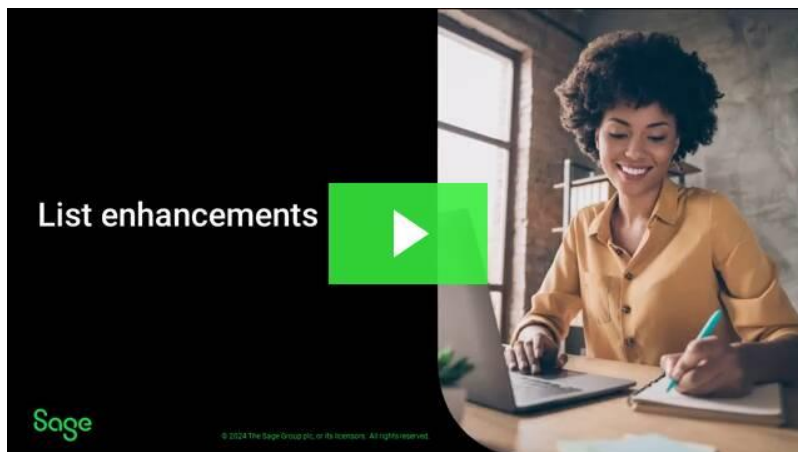 List enhancements
Sage
© 2024 The Sage Group plc, or its licensors. All rights reserved.